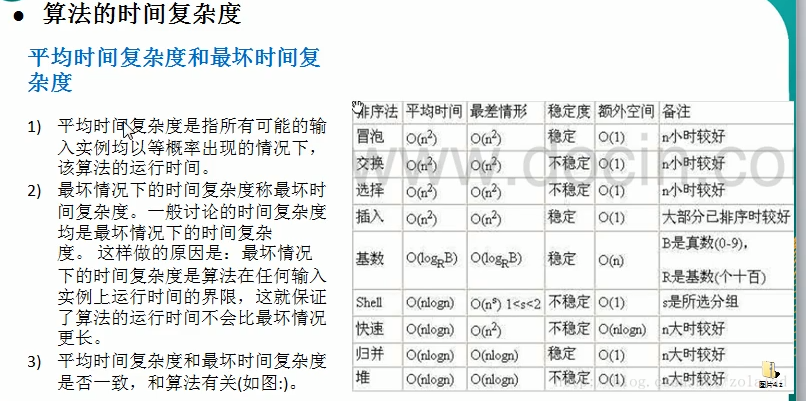 ● 算法的时间复杂度
平均时间复杂度和最坏时间复
杂度
1) 平均时间复杂度是指所有可能的输
入实例均以等概率出现的情况下，
该算法的运行时间。
2) 最坏情况下的时间复杂度称最坏时
间复杂度。一般讨论的时间复杂度
均是最坏情况下的时间复杂
度。 这样做的原因是：最坏情况
下的时间复杂度是算法在任何输入
实例上运行时间的界限，这就保证
了算法的运行时间不会比最坏情况
更长。
3) 平均时间复杂度和最坏时间复杂度
是否一致，和算法有关(如图:)。
排序法 平均时间 最差情形 稳定度 额外空间 备注
冒泡 O(n²) O(n²) 稳定 O(1) n小时较好
交换 O(n²) O(n²) 不稳定 O(1) n小时较好
选择 O(n²) O(n²) 不稳定 O(1) n小时较好
插入 O(n²) O(n²) 稳定 O(1) 大部分已排序时较好
基数 O(logRB) O(logRB) 稳定 O(n) B是真数(0-9)，
R是基数(个十百)
Shell O(nlogn) O(nˢ) 1<s<2 不稳定 O(1) s是所选分组
快速 O(nlogn) O(n²) 不稳定 O(nlogn) n大时较好
归并 O(nlogn) O(nlogn) 稳定 O(1) n大时较好
堆 O(nlogn) O(nlogn) 不稳定 O(1) n大时较好
www.docin.co
图片4.z